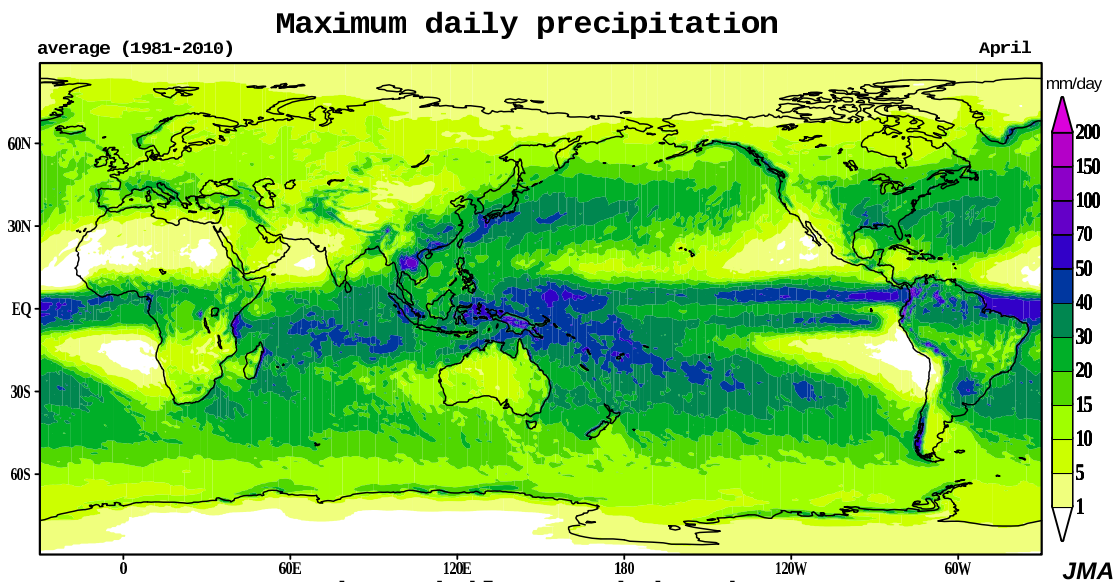 Maximum daily precipitation
average (1981-2010) April
mm/day
200
150
100
70
50
40
30
20
15
10
5
1
60N
30N
EQ
30S
60S
0 60E 120E 180 120W 60W
JMA